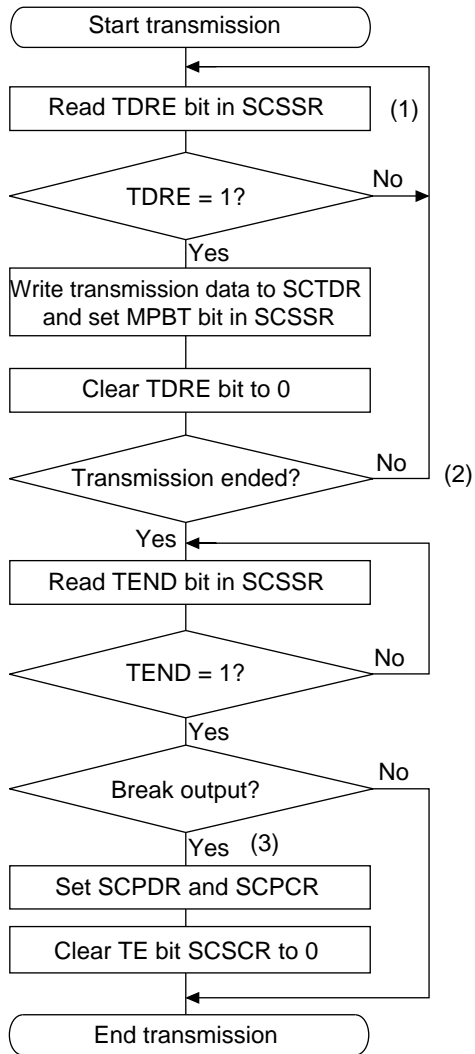 Start transmission
Read TDRE bit in SCSSR
(1)
TDRE = 1?
No
Yes
Write transmission data to SCTDR
and set MPBT bit in SCSSR
Clear TDRE bit to 0
Transmission ended?
No
(2)
Yes
Read TEND bit in SCSSR
TEND = 1?
No
Yes
Break output?
No
Yes
(3)
Set SCPDR and SCPCR
Clear TE bit SCSCR to 0
End transmission